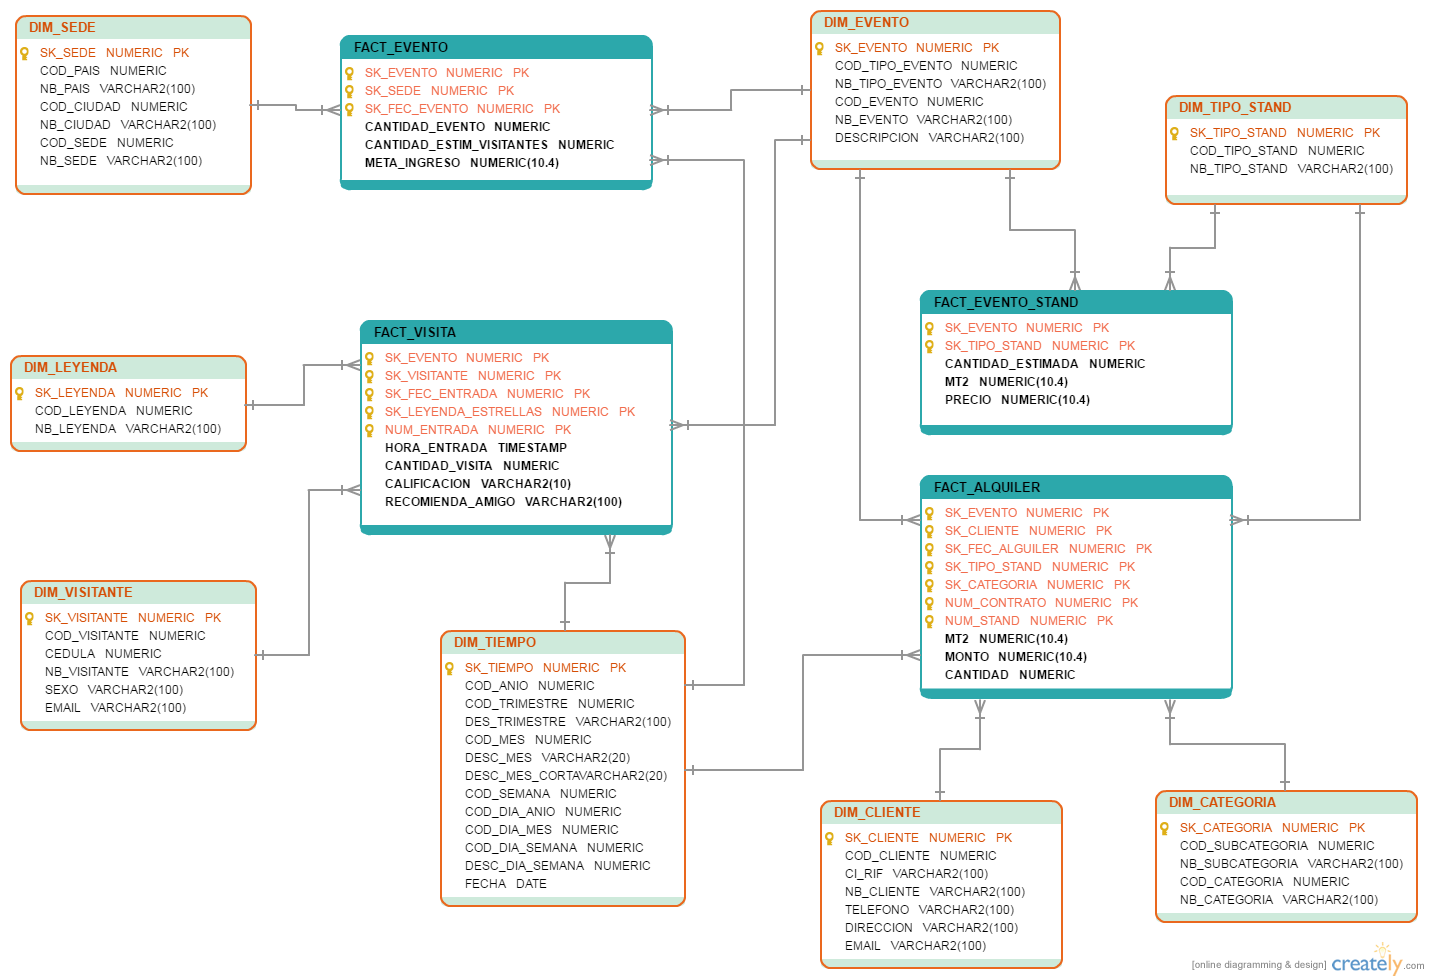 DIM_SEDE
SK_SEDE NUMERIC PK
COD_PAIS NUMERIC
NB_PAIS VARCHAR2(100)
COD_CIUDAD NUMERIC
NB_CIUDAD VARCHAR2(100)
COD_SEDE NUMERIC
NB_SEDE VARCHAR2(100)
FACT_EVENTO
SK_EVENTO NUMERIC PK
SK_SEDE NUMERIC PK
SK_FEC_EVENTO NUMERIC PK
CANTIDAD_EVENTO NUMERIC
CANTIDAD_ESTIM_VISITANTES NUMERIC
META_INGRESO NUMERIC(10.4)
DIM_EVENTO
SK_EVENTO NUMERIC PK
COD_TIPO_EVENTO NUMERIC
NB_TIPO_EVENTO VARCHAR2(100)
COD_EVENTO NUMERIC
NB_EVENTO VARCHAR2(100)
DESCRIPCION VARCHAR2(100)
DIM_TIPO_STAND
SK_TIPO_STAND NUMERIC PK
COD_TIPO_STAND NUMERIC
NB_TIPO_STAND VARCHAR2(100)
FACT_EVENTO_STAND
SK_EVENTO NUMERIC PK
SK_TIPO_STAND NUMERIC PK
CANTIDAD_ESTIMADA NUMERIC
MT2 NUMERIC(10.4)
PRECIO NUMERIC(10.4)
FACT_VISITA
SK_EVENTO NUMERIC PK
SK_VISITANTE NUMERIC PK
SK_FEC_ENTRADA NUMERIC PK
SK_LEYENDA_ESTRELLAS NUMERIC PK
NUM_ENTRADA NUMERIC PK
HORA_ENTRADA TIMESTAMP
CANTIDAD_VISITA NUMERIC
CALIFICACION VARCHAR2(10)
RECOMIENDA_AMIGO VARCHAR2(100)
DIM_LEYENDA
SK_LEYENDA NUMERIC PK
COD_LEYENDA NUMERIC
NB_LEYENDA VARCHAR2(100)
FACT_ALQUILER
SK_EVENTO NUMERIC PK
SK_CLIENTE NUMERIC PK
SK_FEC_ALGUILER NUMERIC PK
SK_TIPO_STAND NUMERIC PK
SK_CATEGORIA NUMERIC PK
NUM_CONTRATO NUMERIC PK
NUM_STAND NUMERIC PK
MT2 NUMERIC(10.4)
MONTO NUMERIC(10.4)
CANTIDAD NUMERIC
DIM_VISITANTE
SK_VISITANTE NUMERIC PK
COD_VISITANTE NUMERIC
CEDULA NUMERIC
NB_VISITANTE VARCHAR2(100)
SEXO VARCHAR2(100)
EMAIL VARCHAR2(100)
DIM_TIEMPO
SK_TIEMPO NUMERIC PK
COD_ANIO NUMERIC
COD_TRIMESTRE NUMERIC
DES_TRIMESTRE VARCHAR2(100)
COD_MES NUMERIC
DESC_MES VARCHAR2(20)
DESC_MES_CORTAVARCHAR2(20)
COD_SEMANA NUMERIC
COD_DIA_ANIO NUMERIC
COD_DIA_MES NUMERIC
COD_DIA_SEMANA NUMERIC
DESC_DIA_SEMANA NUMERIC
FECHA DATE
DIM_CLIENTE
SK_CLIENTE NUMERIC PK
COD_CLIENTE NUMERIC
CI_RIF VARCHAR2(100)
NB_CLIENTE VARCHAR2(100)
TELEFONO VARCHAR2(100)
DIRECCION VARCHAR2(100)
EMAIL VARCHAR2(100)
DIM_CATEGORIA
SK_CATEGORIA NUMERIC PK
COD_SUBCATEGORIA NUMERIC
NB_SUBCATEGORIA VARCHAR2(100)
COD_CATEGORIA NUMERIC
NB_CATEGORIA VARCHAR2(100)
[online diagramming & design] creately.com